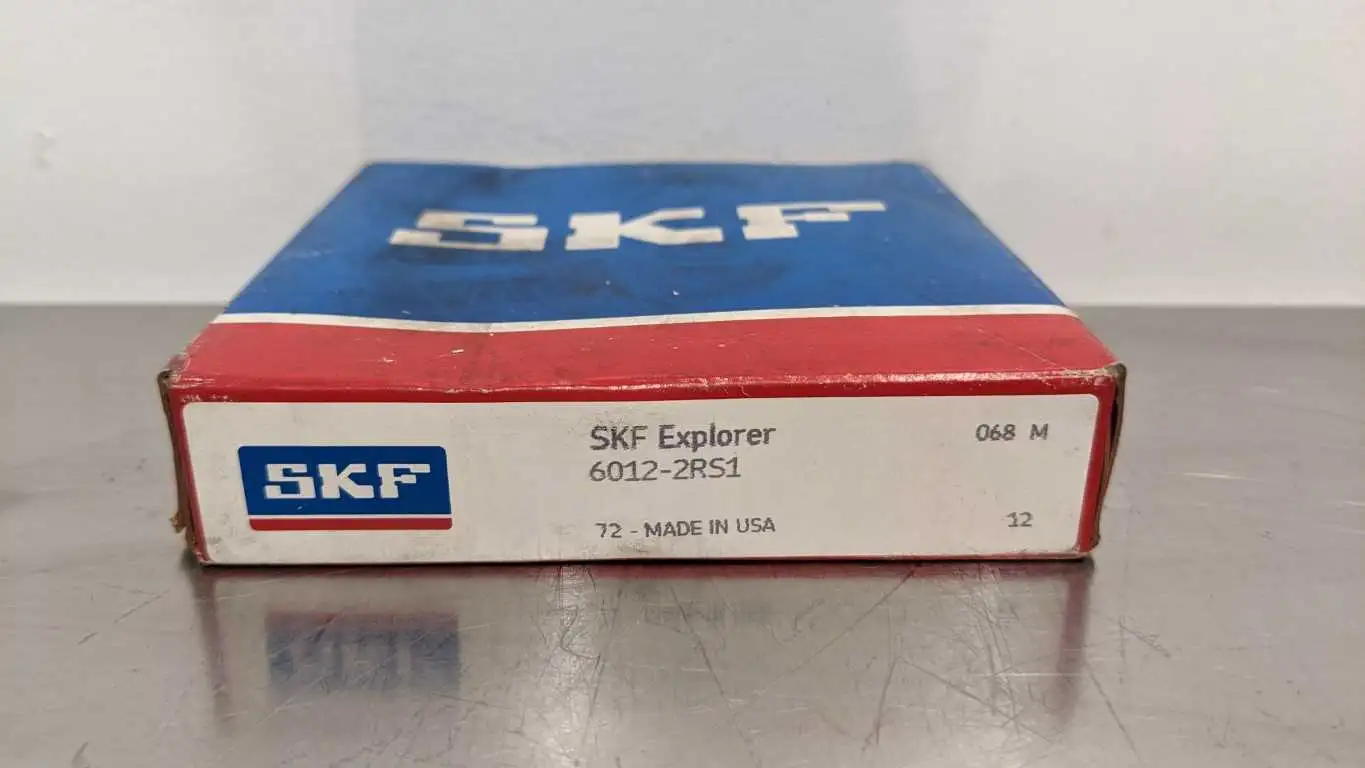 SKF
SKF
SKF Explorer
6012-2RS1
068 M
72 - MADE IN USA
12